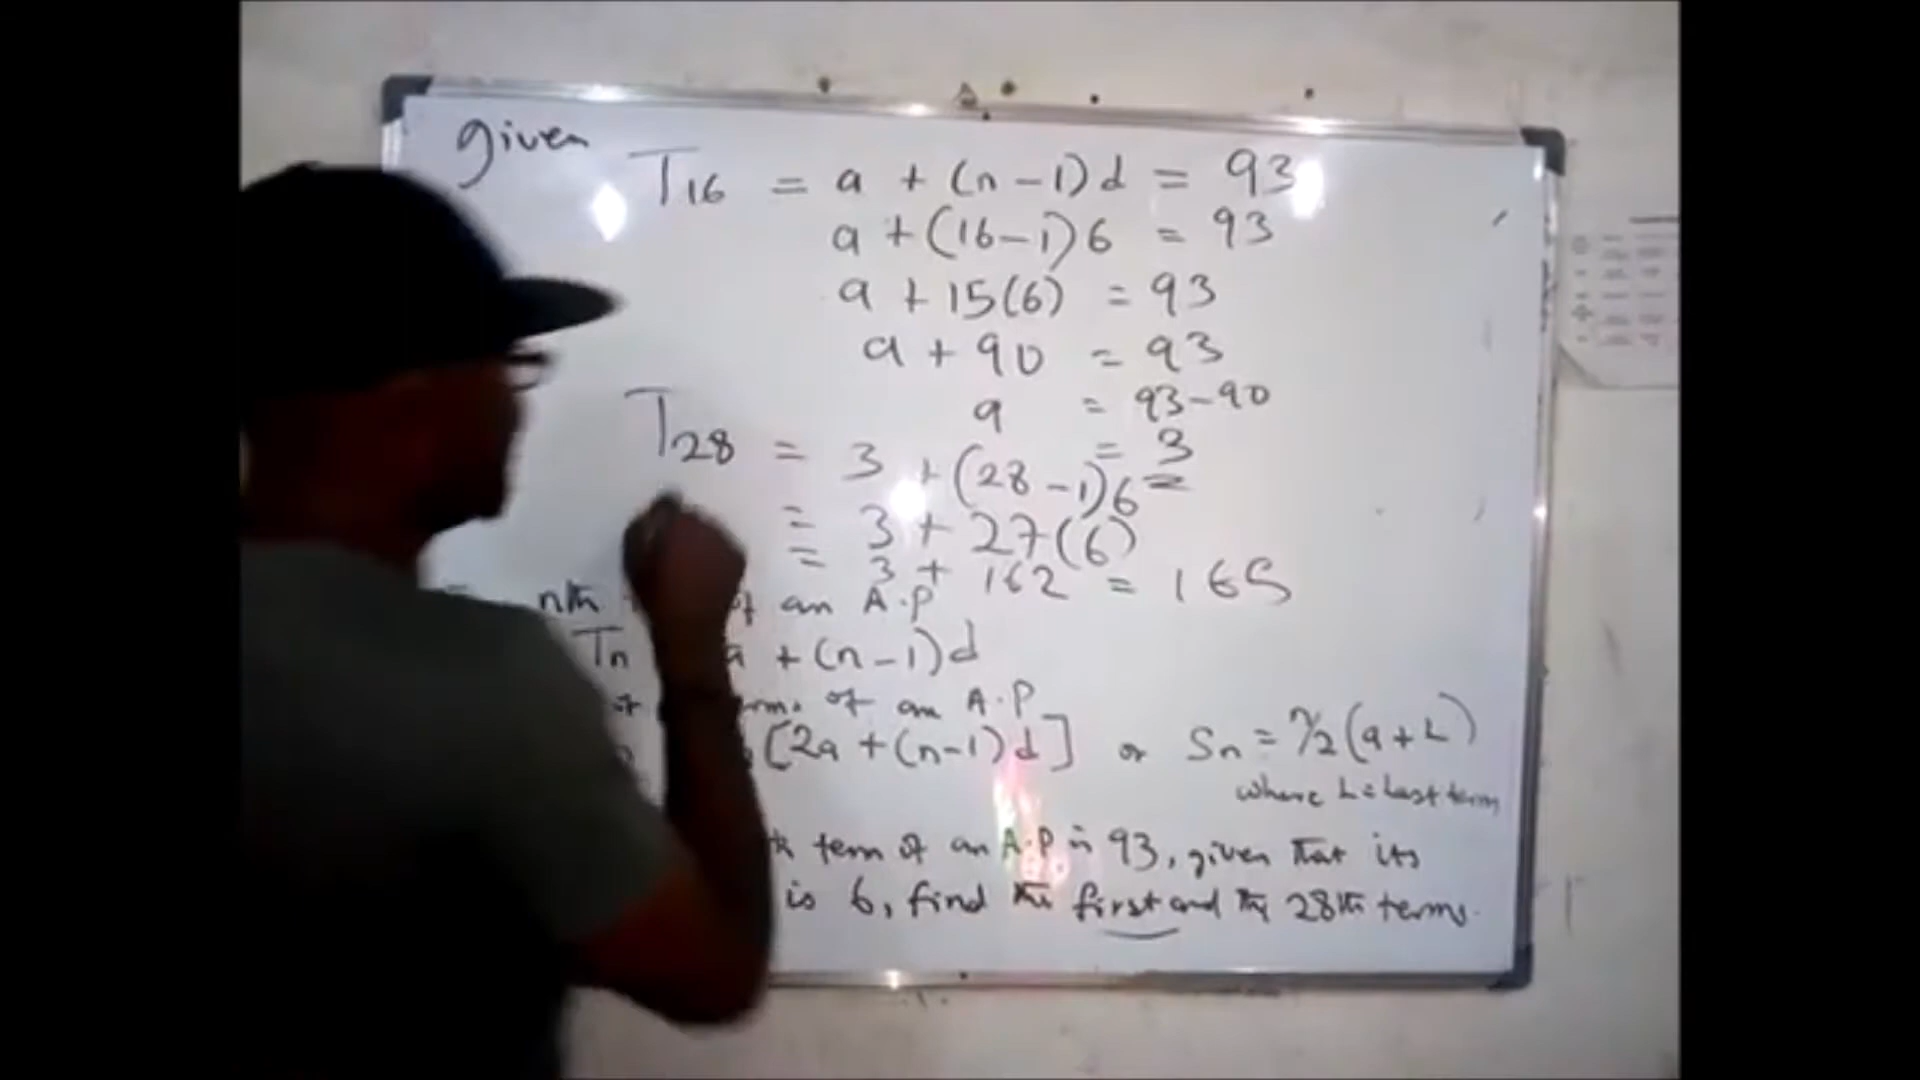 given
T16 = a + (n-1)d = 93
a + (16-1)6 = 93
a + 15(6) = 93
a + 90 = 93
a = 93-90
= 3
T28 = 3 + (28-1)6
= 3 + 27(6)
= 3 + 162 = 165
nth of an A.P
Tn a + (n-1)d
of terms of an A.P
[2a + (n-1)d] or Sn = n/2(a+L)
where L = Last term
th term of an A.P is 93, given that its
is 6, find the first and the 28th terms.